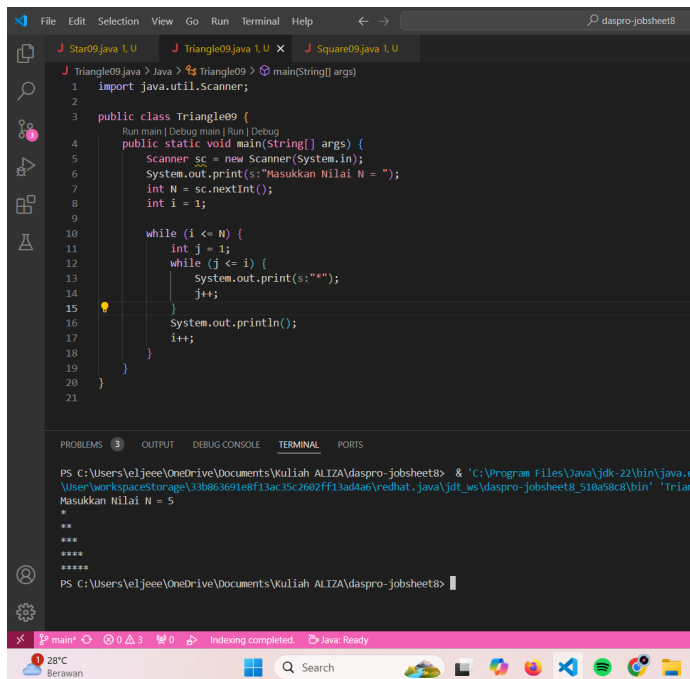 File Edit Selection View Go Run Terminal Help
daspro-jobsheet8
J Star09.java 1, U
J Triangle09.java 1, U
J Square09.java 1, U
J Triangle09.java > Java > Triangle09 > main(String[] args)
1 import java.util.Scanner;
2
3 public class Triangle09 {
Run main | Debug main | Run | Debug
4 public static void main(String[] args) {
5 Scanner sc = new Scanner(System.in);
6 System.out.print(s:"Masukkan Nilai N = ");
7 int N = sc.nextInt();
8 int i = 1;
9
10 while (i <= N) {
11 int j = 1;
12 while (j <= i) {
13 System.out.print(s:"*");
14 j++;
15 }
16 System.out.println();
17 i++;
18 }
19 }
20 }
21
3
PROBLEMS 3 OUTPUT DEBUG CONSOLE TERMINAL PORTS
PS C:\Users\eljeee\OneDrive\Documents\Kuliah ALIZA\daspro-jobsheet8> & 'C:\Program Files\Java\jdk-22\bin\java.
\User\workspaceStorage\33b863691e8f13ac35c2602ff13ad4a6\redhat.java\jdt_ws\daspro-jobsheet8_510a58c8\bin' 'Trian
Masukkan Nilai N = 5
*
**
***
****
*****
PS C:\Users\eljeee\OneDrive\Documents\Kuliah ALIZA\daspro-jobsheet8>
main* 0 3 0 Indexing completed. Java: Ready
1
28°C
Berawan
Search